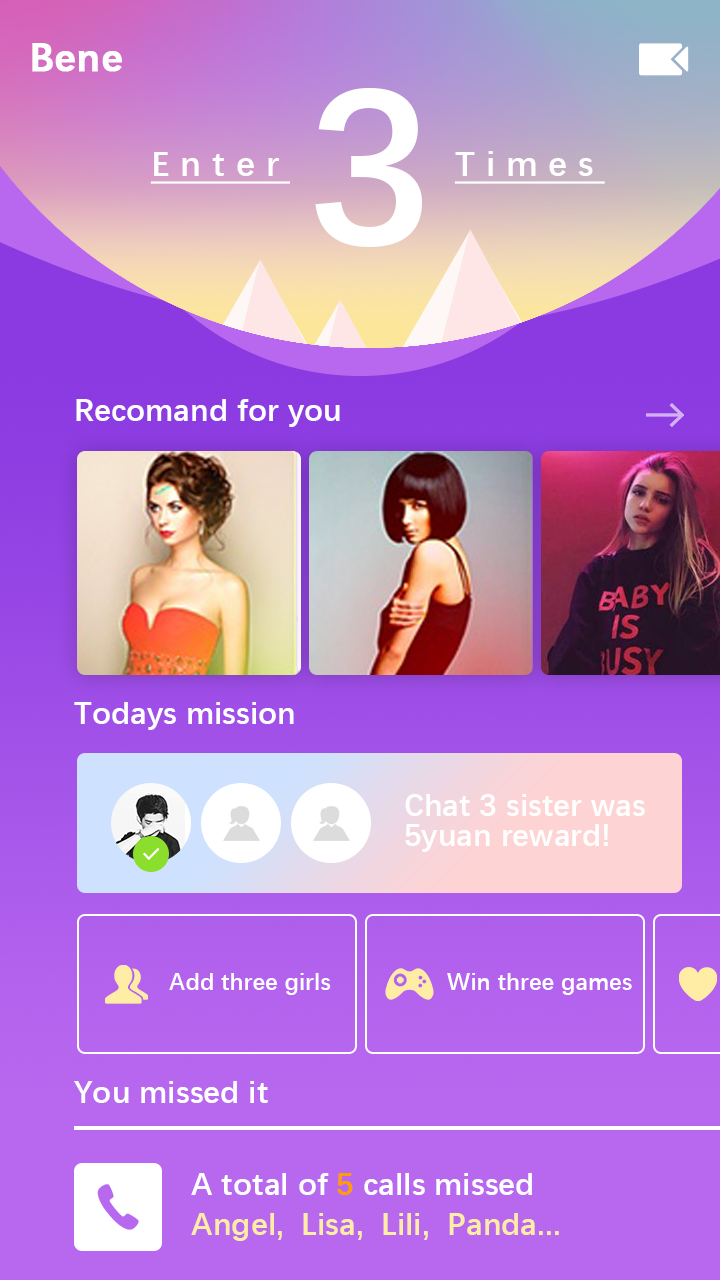 Bene
Enter 3 Times
Recomand for you
BABY
IS
BUSY
Todays mission
Chat 3 sister was
5yuan reward!
Add three girls
Win three games
You missed it
A total of 5 calls missed
Angel, Lisa, Lili, Panda...